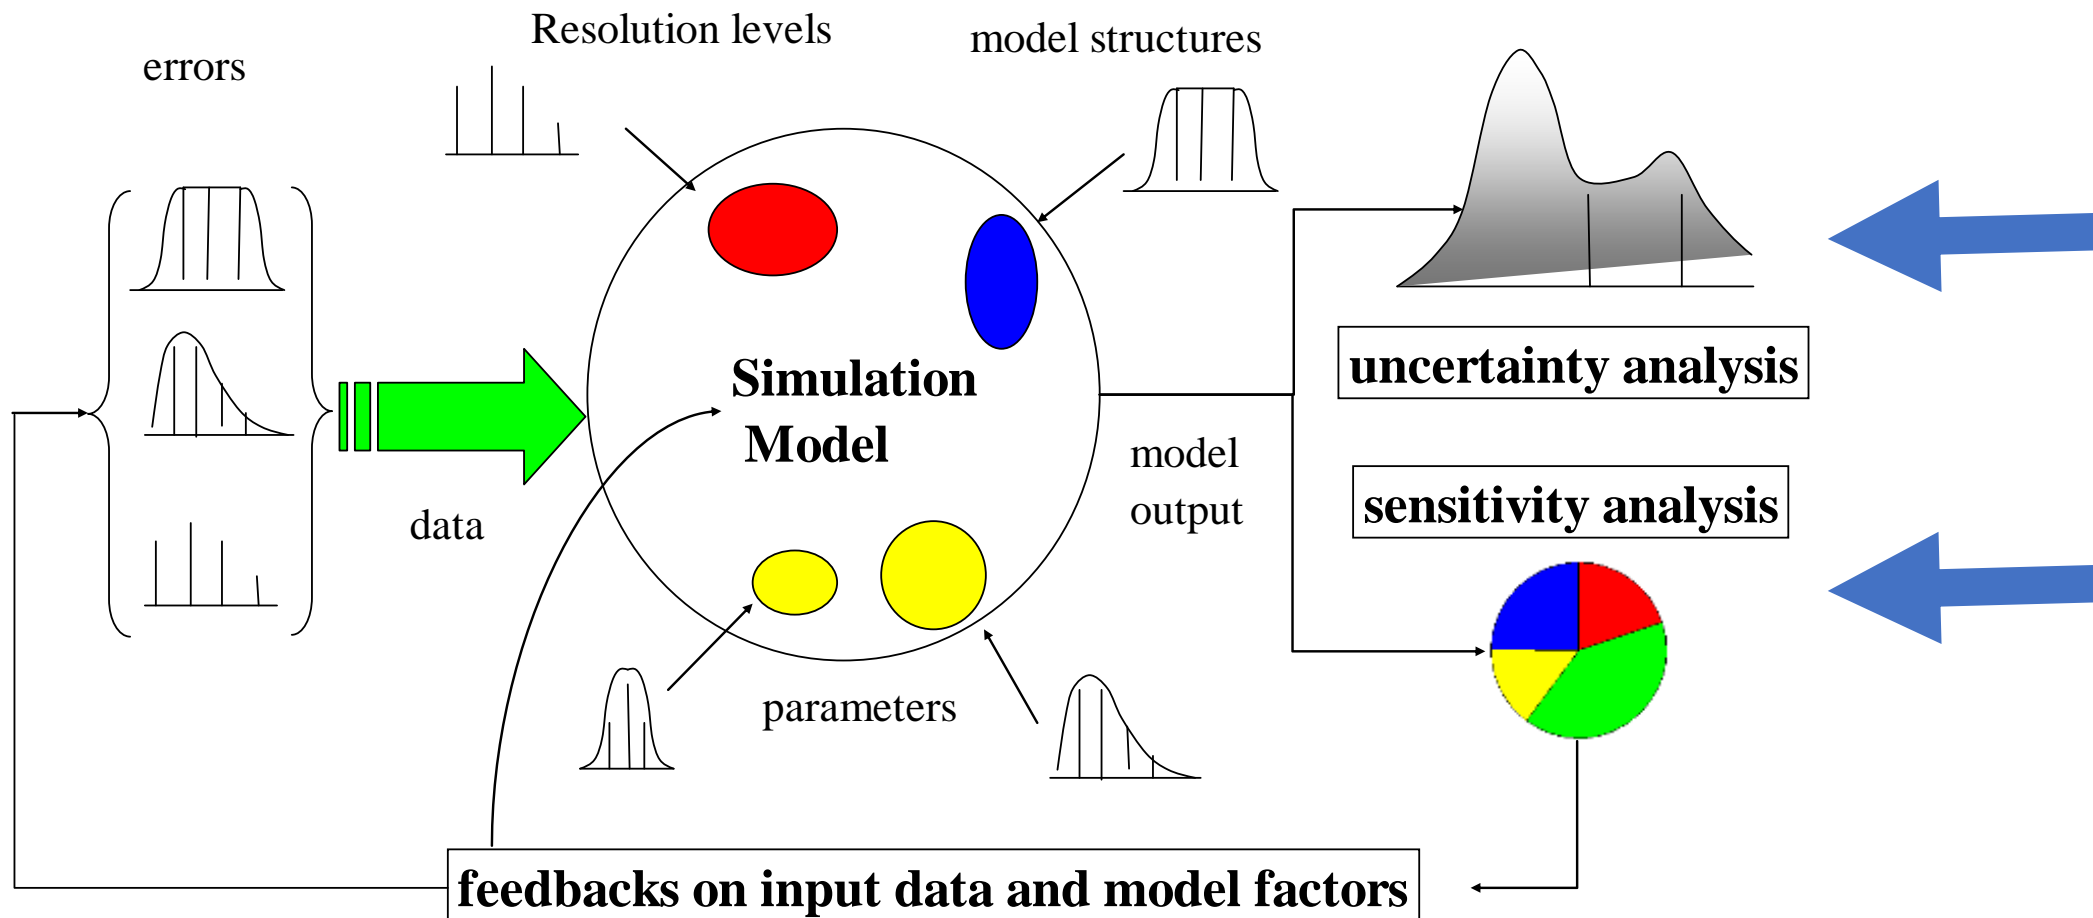 errors
Resolution levels
model structures
uncertainty analysis
Simulation
Model
model
output
sensitivity analysis
data
parameters
feedbacks on input data and model factors